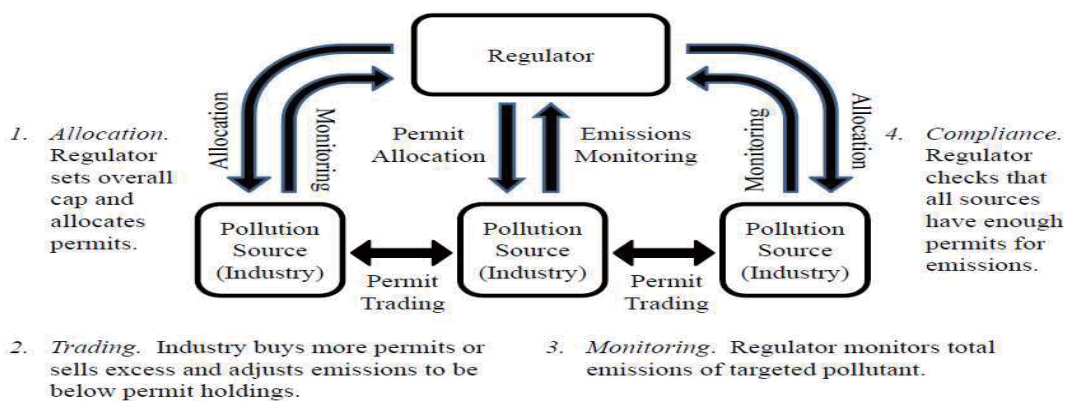 Regulator
Allocation
Monitoring
Permit
Allocation
Emissions
Monitoring
Monitoring
Allocation
1. Allocation.
Regulator
sets overall
cap and
allocates
permits.
4. Compliance.
Regulator
checks that
all sources
have enough
permits for
emissions.
Pollution
Source
(Industry)
Permit
Trading
Pollution
Source
(Industry)
Permit
Trading
Pollution
Source
(Industry)
2. Trading. Industry buys more permits or
sells excess and adjusts emissions to be
below permit holdings.
3. Monitoring. Regulator monitors total
emissions of targeted pollutant.